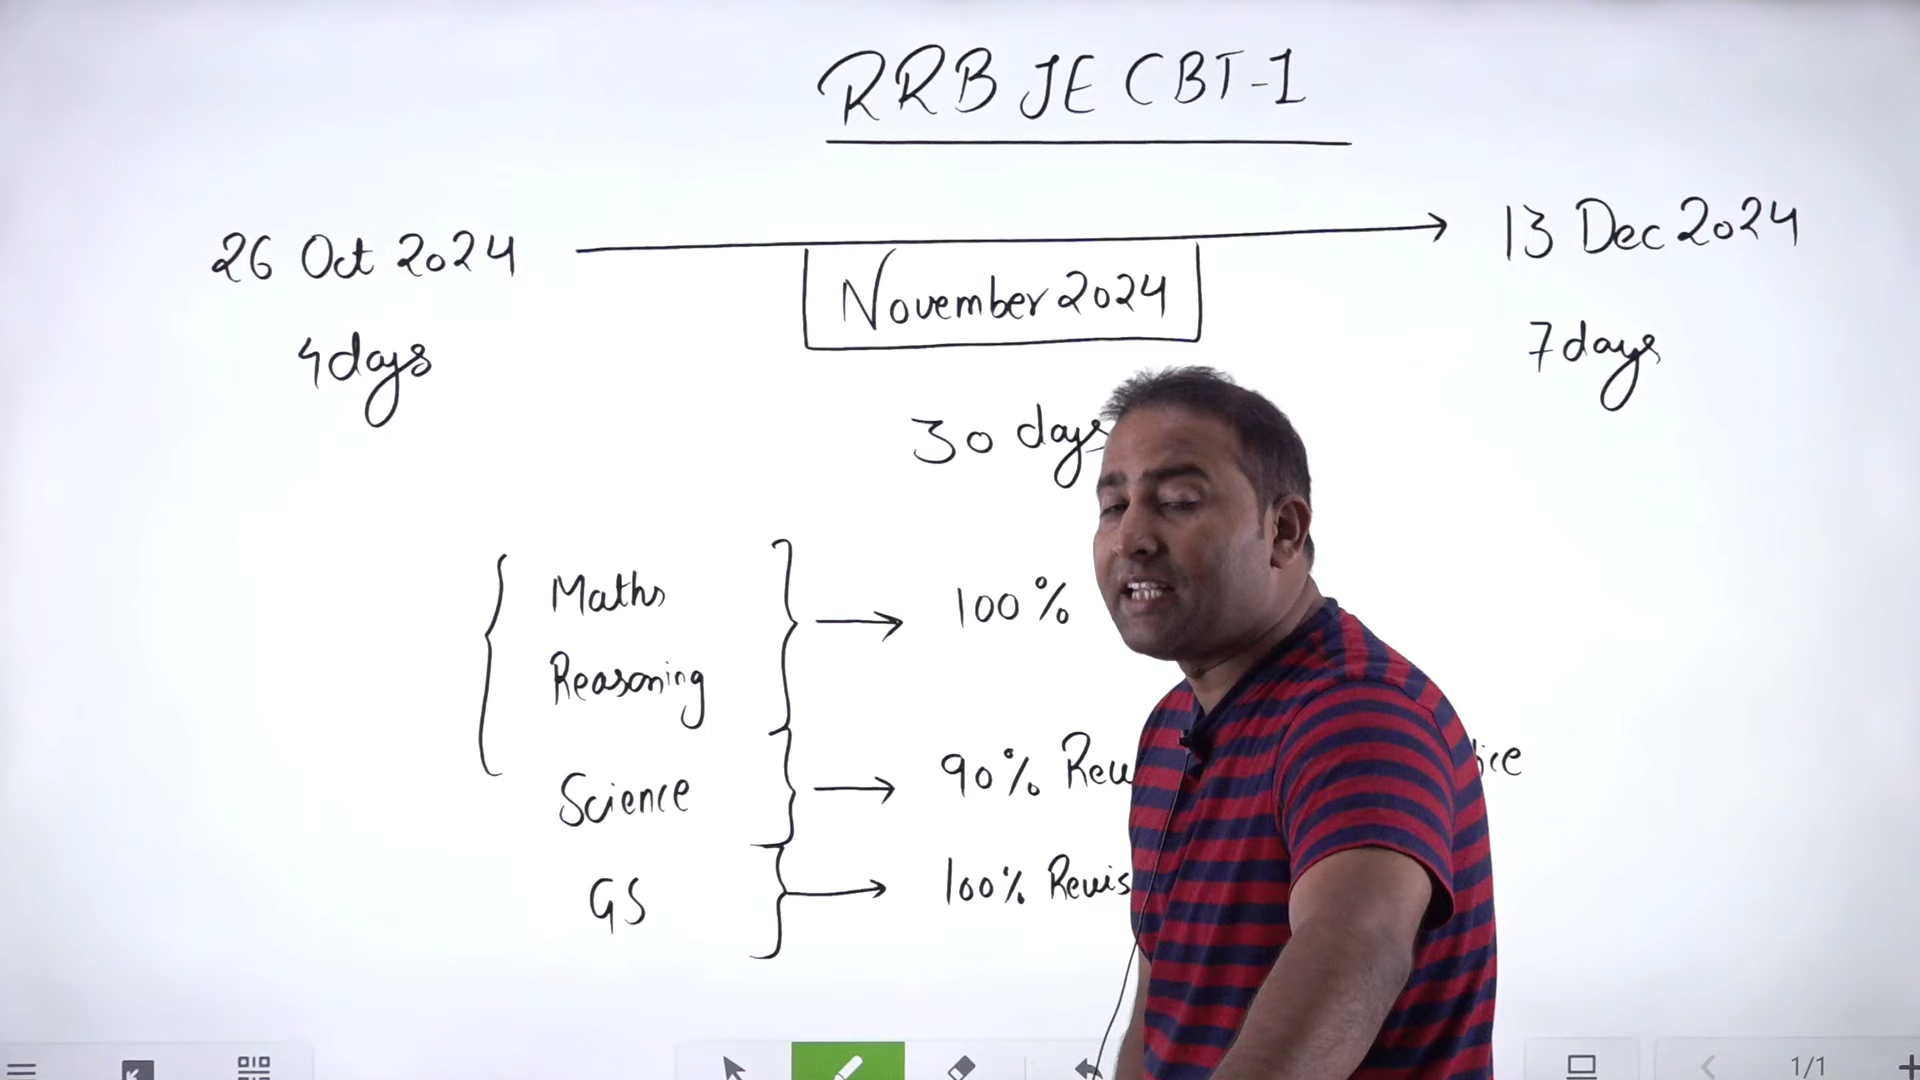 RRB JE CBT-1
26 Oct 2024
13 Dec 2024
November 2024
4 days
7 days
30 days
Maths
100%
Reasoning
90%
Science
GS
100%
1/1